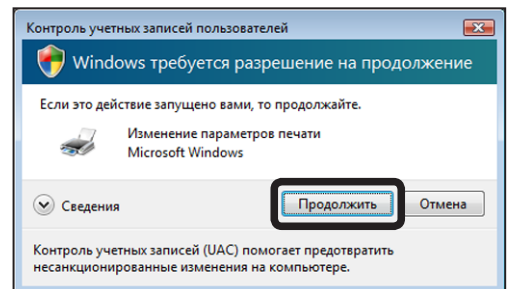 Контроль учетных записей пользователей
Windows требуется разрешение на продолжение
Если это действие запущено вами, то продолжайте.
Изменение параметров печати
Microsoft Windows
Сведения
Продолжить
Отмена
Контроль учетных записей (UAC) помогает предотвратить
несанкционированные изменения на компьютере.